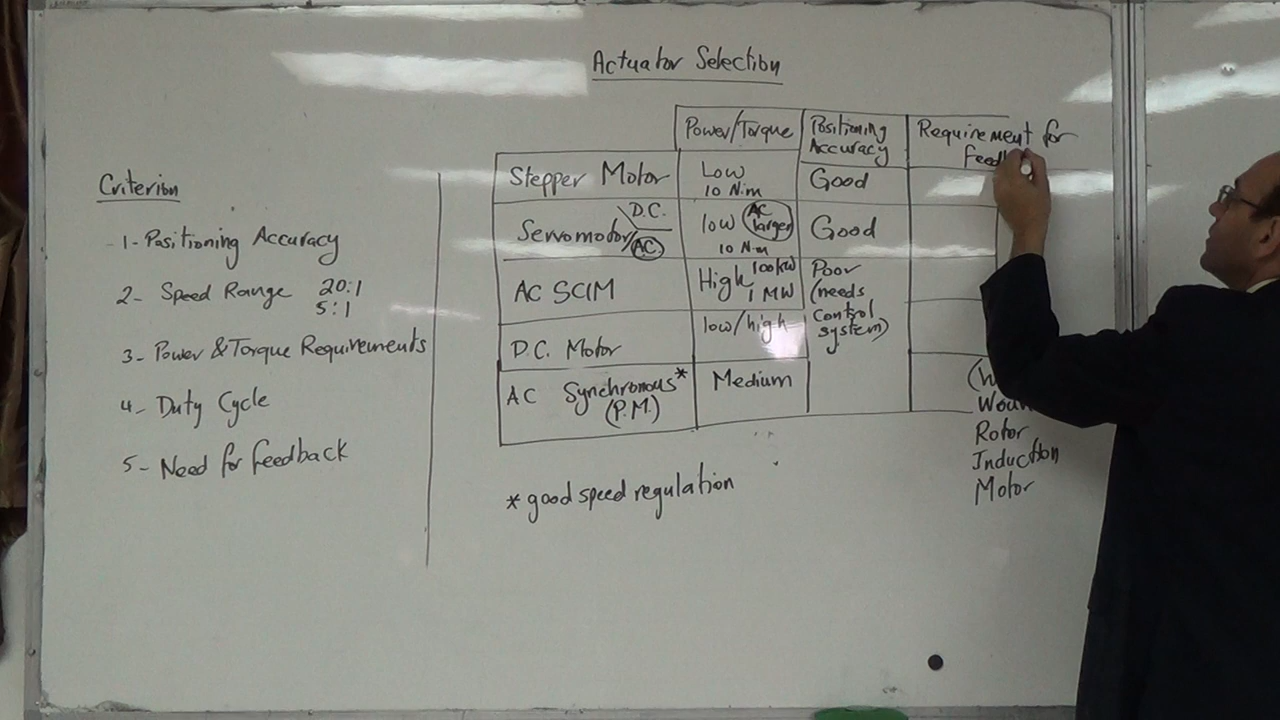 Actuator Selection
Criterion
1- Positioning Accuracy
2- Speed Range 20:1
5:1
3- Power & Torque Requirements
4- Duty Cycle
5- Need for feedback
Power/Torque
Positioning
Accuracy
Requirement for
Stepper Motor
Low
10 N.m
Good
Servomotor
D.C.
AC
low
AC
larger
10 N.m
Good
AC SCIM
High 100kW
1 MW
Poor
(needs
control
system)
D.C. Motor
low/high
AC Synchronous*
(P.M.)
Medium
Rotor
Induction
Motor
* good speed regulation